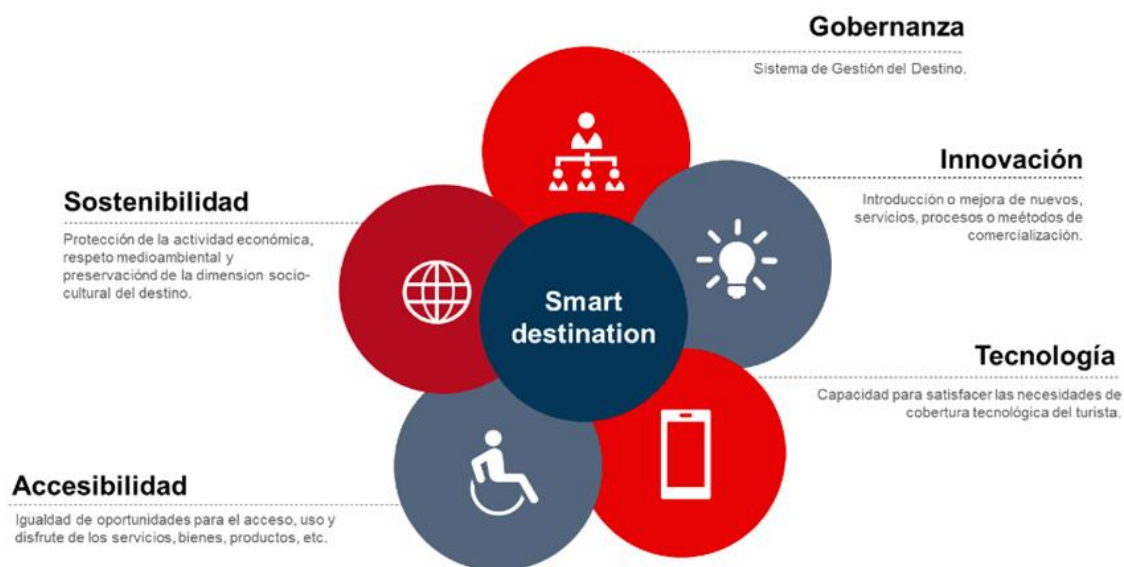 Gobernanza
Sistema de Gestión del Destino.
Innovación
Introducción o mejora de nuevos,
servicios, procesos o meétodos de
comercialización.
Sostenibilidad
Protección de la actividad económica,
respeto medioambiental y
preservaciónd de la dimension socio-
cultural del destino.
Smart
destination
Tecnología
Capacidad para satisfacer las necesidades de
cobertura tecnológica del turista.
Accesibilidad
Igualdad de oportunidades para el acceso, uso y
disfrute de los servicios, bienes, productos, etc.